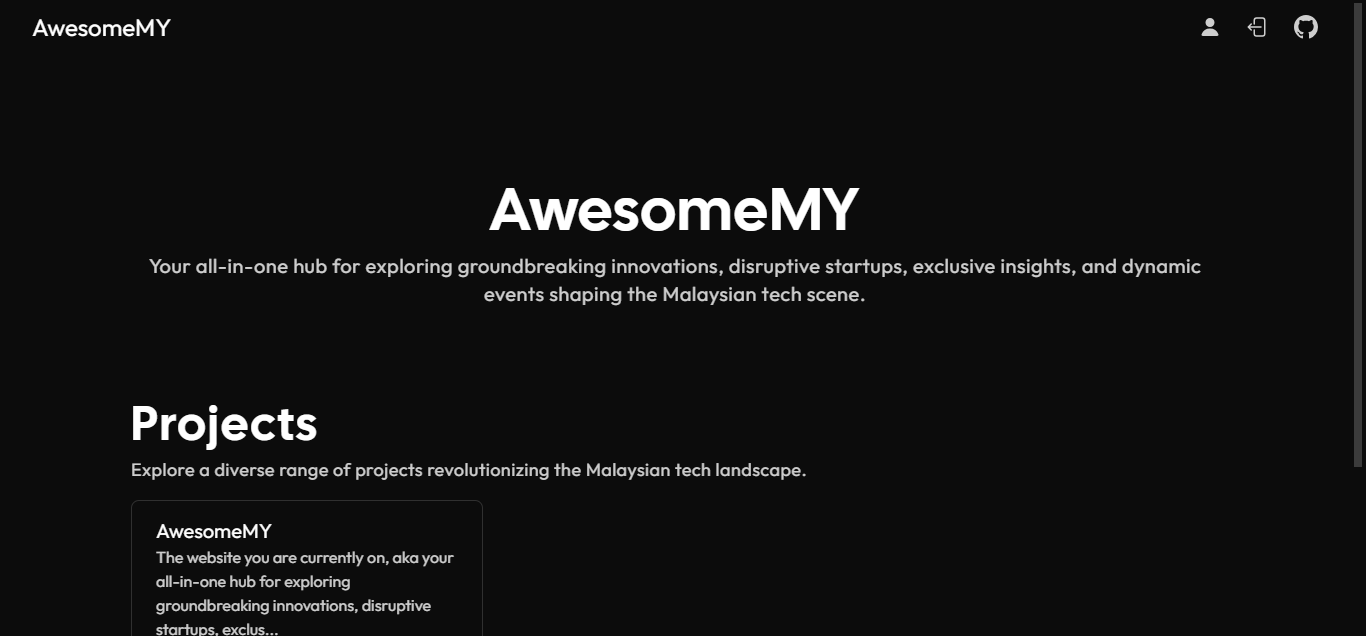 AwesomeMY
AwesomeMY
Your all-in-one hub for exploring groundbreaking innovations, disruptive startups, exclusive insights, and dynamic
events shaping the Malaysian tech scene.
Projects
Explore a diverse range of projects revolutionizing the Malaysian tech landscape.
AwesomeMY
The website you are currently on, aka your
all-in-one hub for exploring
groundbreaking innovations, disruptive
startups, exclus...